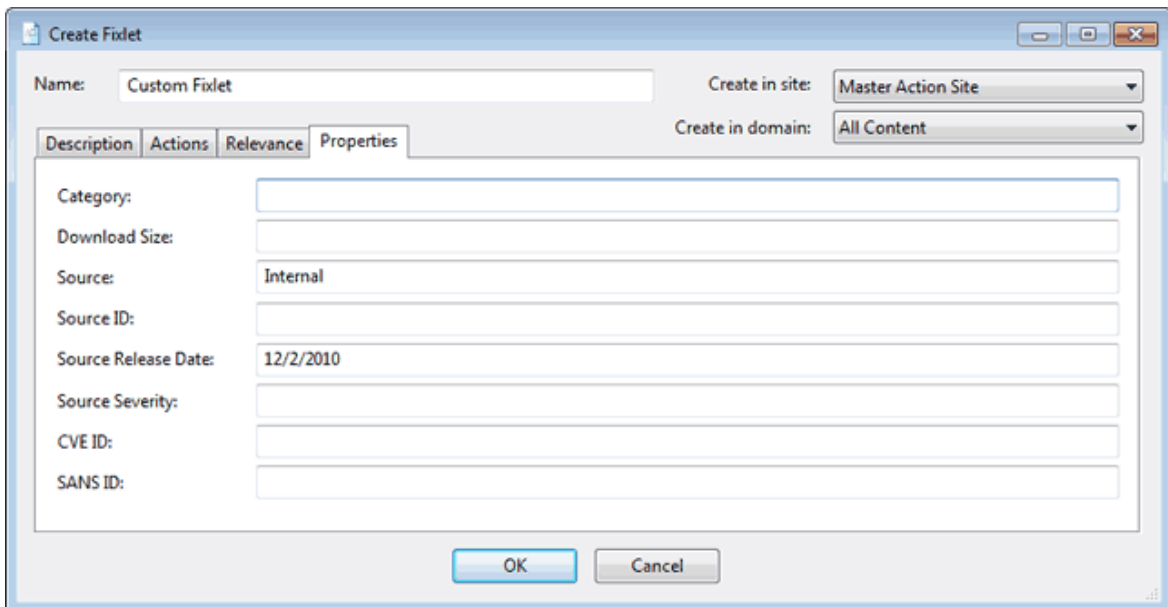 Create Fixlet
Name: Custom Fixlet Create in site: Master Action Site
Create in domain: All Content
Description Actions Relevance Properties
Category:
Download Size:
Source: Internal
Source ID:
Source Release Date: 12/2/2010
Source Severity:
CVE ID:
SANS ID:
OK Cancel